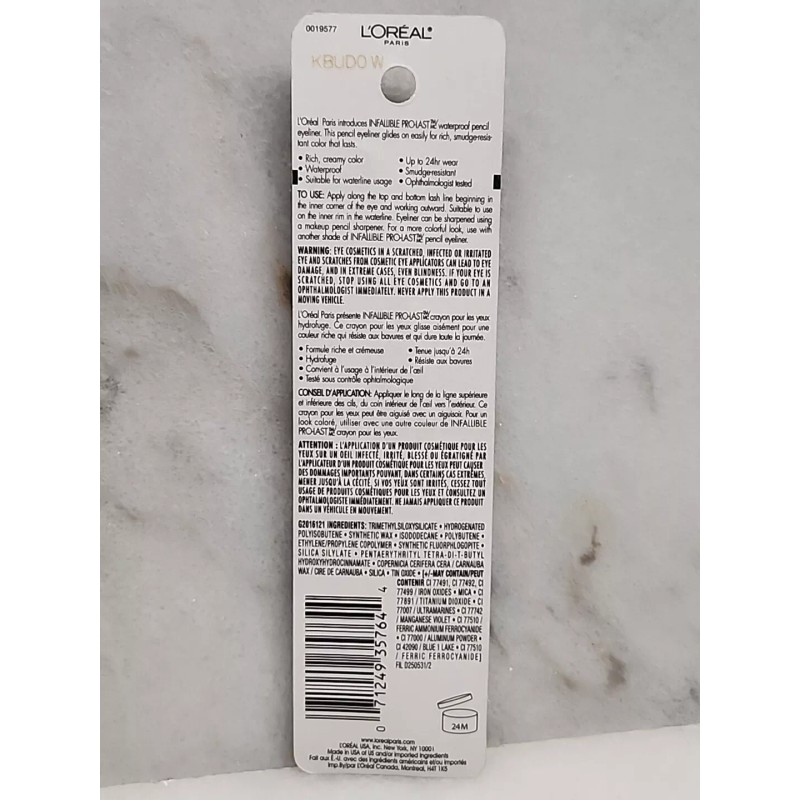 0019577
L'ORÉAL®
PARIS
KBUDO W
L'Oréal Paris introduces INFALLIBLE PRO-LAST waterproof pencil
eyeliner. This pencil eyeliner glides on easily for rich, smudge-resis-
tant color that lasts.
• Rich, creamy color • Up to 24hr wear
• Waterproof • Smudge-resistant
• Suitable for waterline usage • Ophthalmologist tested
TO USE: Apply along the top and bottom lash line beginning in
the inner corner of the eye and working outward. Suitable to use
on the inner rim in the waterline. Eyeliner can be sharpened using
a makeup pencil sharpener. For a more colorful look, use with
another shade of INFALLIBLE PRO-LAST pencil eyeliner.
WARNING: EYE COSMETICS IN A SCRATCHED, INFECTED OR IRRITATED
EYE AND SCRATCHES FROM COSMETIC EYE APPLICATORS CAN LEAD TO EYE
DAMAGE, AND IN EXTREME CASES, EVEN BLINDNESS. IF YOUR EYE IS
SCRATCHED, STOP USING ALL EYE COSMETICS AND GO TO AN
OPHTHALMOLOGIST IMMEDIATELY. NEVER APPLY THIS PRODUCT IN A
MOVING VEHICLE.
L'Oréal Paris présente INFALLIBLE PRO-LAST crayon pour les yeux
hydrofuge. Ce crayon pour les yeux glisse aisément pour une
couleur riche qui résiste aux bavures et qui dure toute la journée.
• Formule riche et crémeuse • Tenue jusqu'à 24h
• Hydrofuge • Résiste aux bavures
• Convient à l'usage à l'intérieur de l'œil
• Testé sous contrôle ophtalmologique
CONSEIL D'APPLICATION: Appliquer le long de la ligne supérieure
et inférieure des cils, du coin intérieur de l'œil vers l'extérieur. Ce
crayon pour les yeux peut être aiguisé avec un aiguisoir. Pour un
look coloré, utiliser avec une autre couleur de INFALLIBLE
PRO-LAST crayon pour les yeux.
ATTENTION : L'APPLICATION D'UN PRODUIT COSMÉTIQUE POUR LES
YEUX SUR UN OEIL INFECTÉ, IRRITÉ, BLESSÉ OU ÉGRATIGNÉ PAR
L'APPLICATEUR D'UN PRODUIT COSMÉTIQUE POUR LES YEUX PEUT CAUSER
DES DOMMAGES IMPORTANTS POUVANT, DANS CERTAINS CAS EXTRÊMES,
MENER JUSQU'À LA CÉCITÉ, SI VOS YEUX SONT IRRITÉS, CESSEZ TOUT
USAGE DE PRODUITS COSMÉTIQUES POUR LES YEUX ET CONSULTEZ UN
OPHTALMOLOGISTE IMMÉDIATEMENT. NE JAMAIS APPLIQUER CE PRODUIT
DANS UN VÉHICULE EN MOUVEMENT.
G2016121 INGREDIENTS: TRIMETHYLSILOXYSILICATE • HYDROGENATED
POLYISOBUTENE • SYNTHETIC WAX • ISODODECANE • POLYBUTENE •
ETHYLENE/PROPYLENE COPOLYMER • SYNTHETIC FLUORPHLOGOPITE •
SILICA SILYLATE • PENTAERYTHRITYL TETRA-DI-T-BUTYL
HYDROXYHYDROCINNAMATE • COPERNICIA CERIFERA CERA / CARNAUBA
WAX / CIRE DE CARNAUBA • SILICA • TIN OXIDE • [+/-MAY CONTAIN/PEUT
CONTENIR CI 77491, CI 77492, CI
77499 / IRON OXIDES • MICA • CI
77891 / TITANIUM DIOXIDE • CI
77007 / ULTRAMARINES • CI 77742
/ MANGANESE VIOLET • CI 77510 /
FERRIC AMMONIUM FERROCYANIDE
• CI 77000 / ALUMINUM POWDER •
CI 42090 / BLUE 1 LAKE • CI 77510
/ FERRIC FERROCYANIDE]
FIL D250531/2
0 71249 35764 4
24M
www.lorealparis.com
L'ORÉAL USA, Inc. New York, NY 10001
Made in USA of US and/or imported Ingredients
Fait aux É.-U. avec des ingrédients américains et/ou importés
Imp.By/par L'Oréal Canada, Montreal, H4T 1K5